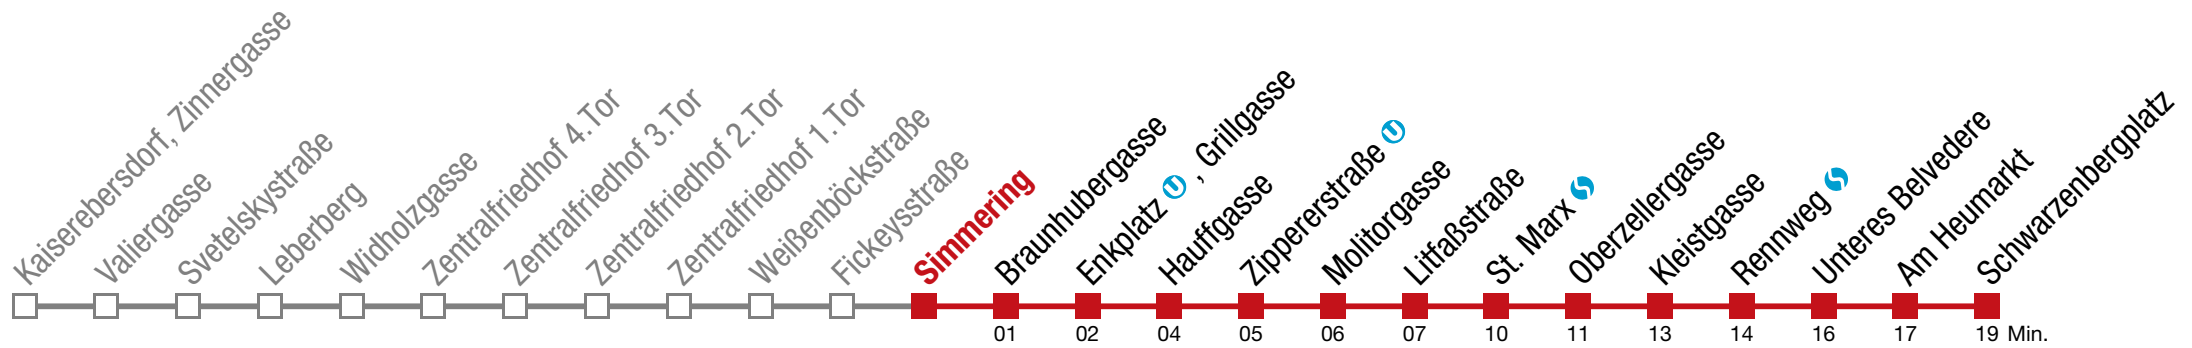 Kaiserebersdorf, Zinnergasse
Valiergasse
Svetelskystraße
Leberberg
Widholzgasse
Zentralfriedhof 4.Tor
Zentralfriedhof 3.Tor
Zentralfriedhof 2.Tor
Zentralfriedhof 1.Tor
Weißenböckstraße
Fickeysstraße
Simmering
Braunhubergasse
Enkplatz U , Grillgasse
Hauffgasse
Zippererstraße U
Molitorgasse
Litfaßstraße
St. Marx S
Oberzellergasse
Kleistgasse
Rennweg S
Unteres Belvedere
Am Heumarkt
Schwarzenbergplatz
01 02 04 05 06 07 10 11 13 14 16 17 19 Min.